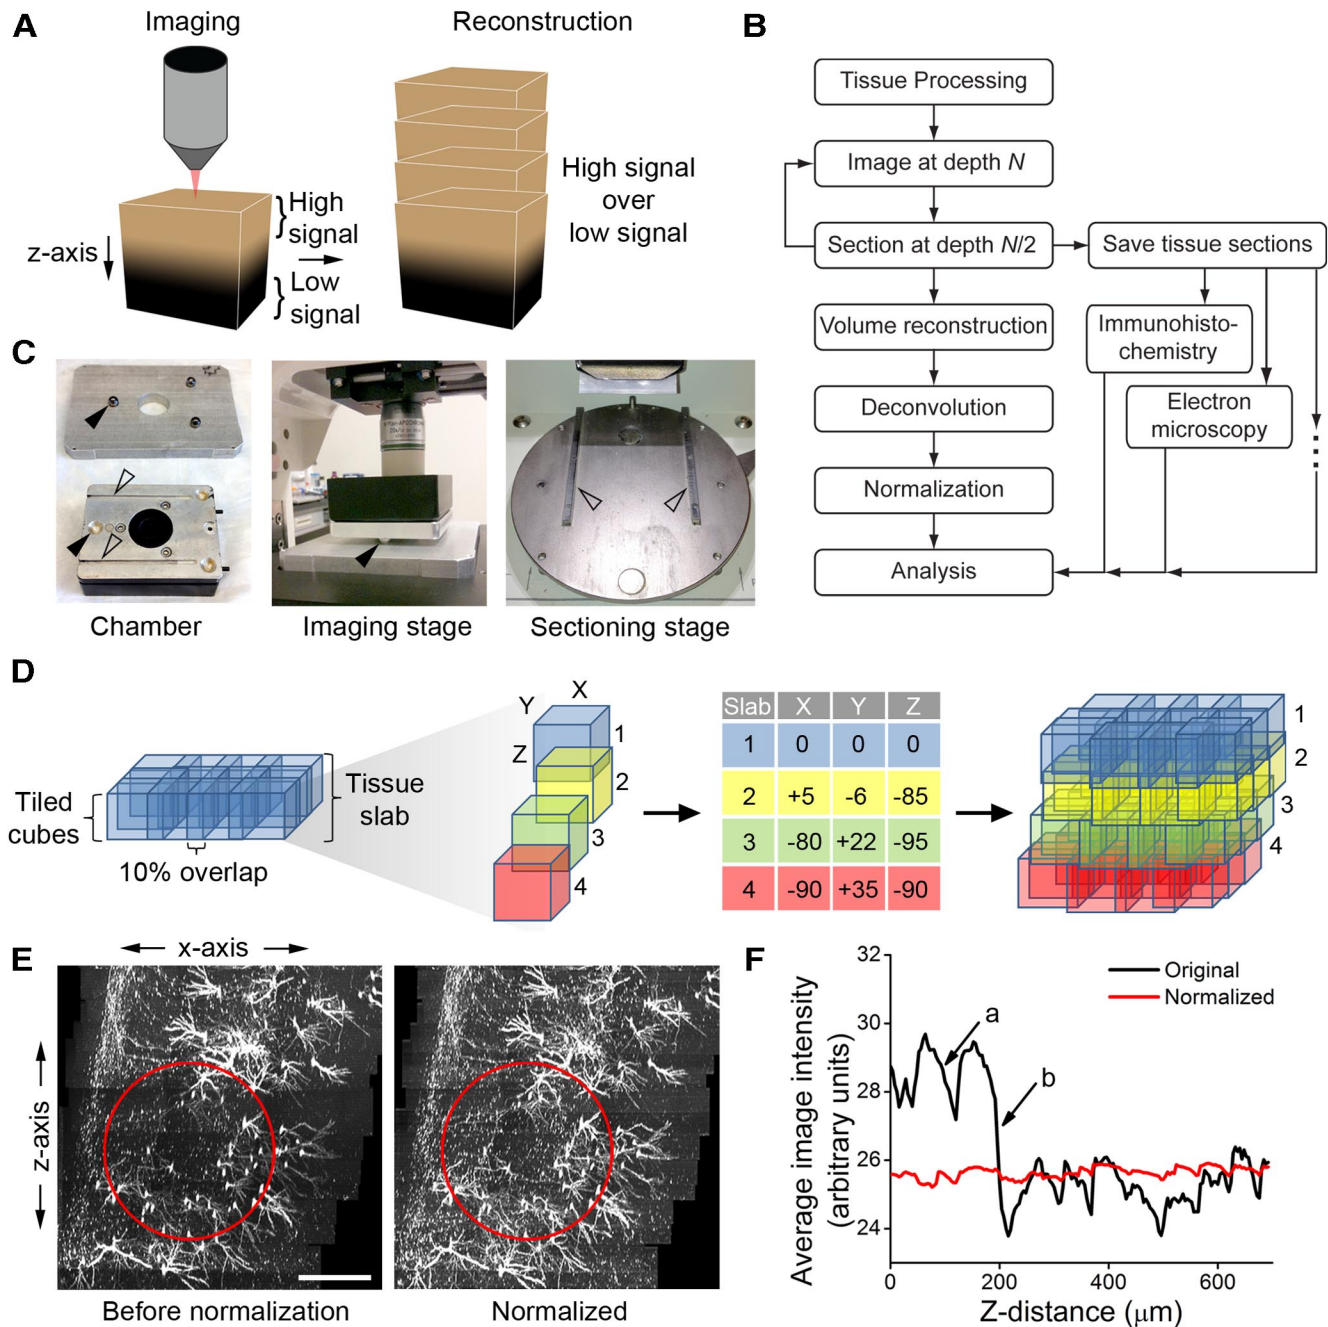 A
Imaging
Reconstruction
High
signal
z-axis
Low
signal
High signal
over
low signal
B
Tissue Processing
Image at depth N
Section at depth N/2
Save tissue sections
Volume reconstruction
Immunohisto-
chemistry
Deconvolution
Electron
microscopy
Normalization
Analysis
C
Chamber
Imaging stage
Sectioning stage
D
Tiled
cubes
10% overlap
Tissue
slab
X
Y
Z
1
2
3
4
Slab X Y Z
1 0 0 0
2 +5 -6 -85
3 -80 +22 -95
4 -90 +35 -90
1
2
3
4
E
x-axis
z-axis
Before normalization
Normalized
F
Average image intensity
(arbitrary units)
32
30
28
26
24
Original
Normalized
a
b
0 200 400 600
Z-distance (μm)